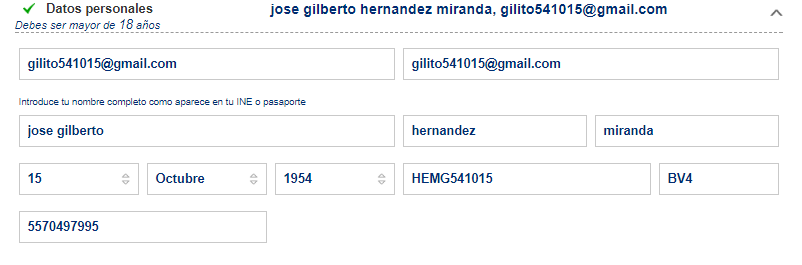 Datos personales jose gilberto hernandez miranda, gilito541015@gmail.com
Debes ser mayor de 18 años
gilito541015@gmail.com gilito541015@gmail.com
Introduce tu nombre completo como aparece en tu INE o pasaporte
jose gilberto hernandez miranda
15 Octubre 1954 HEMG541015 BV4
5570497995